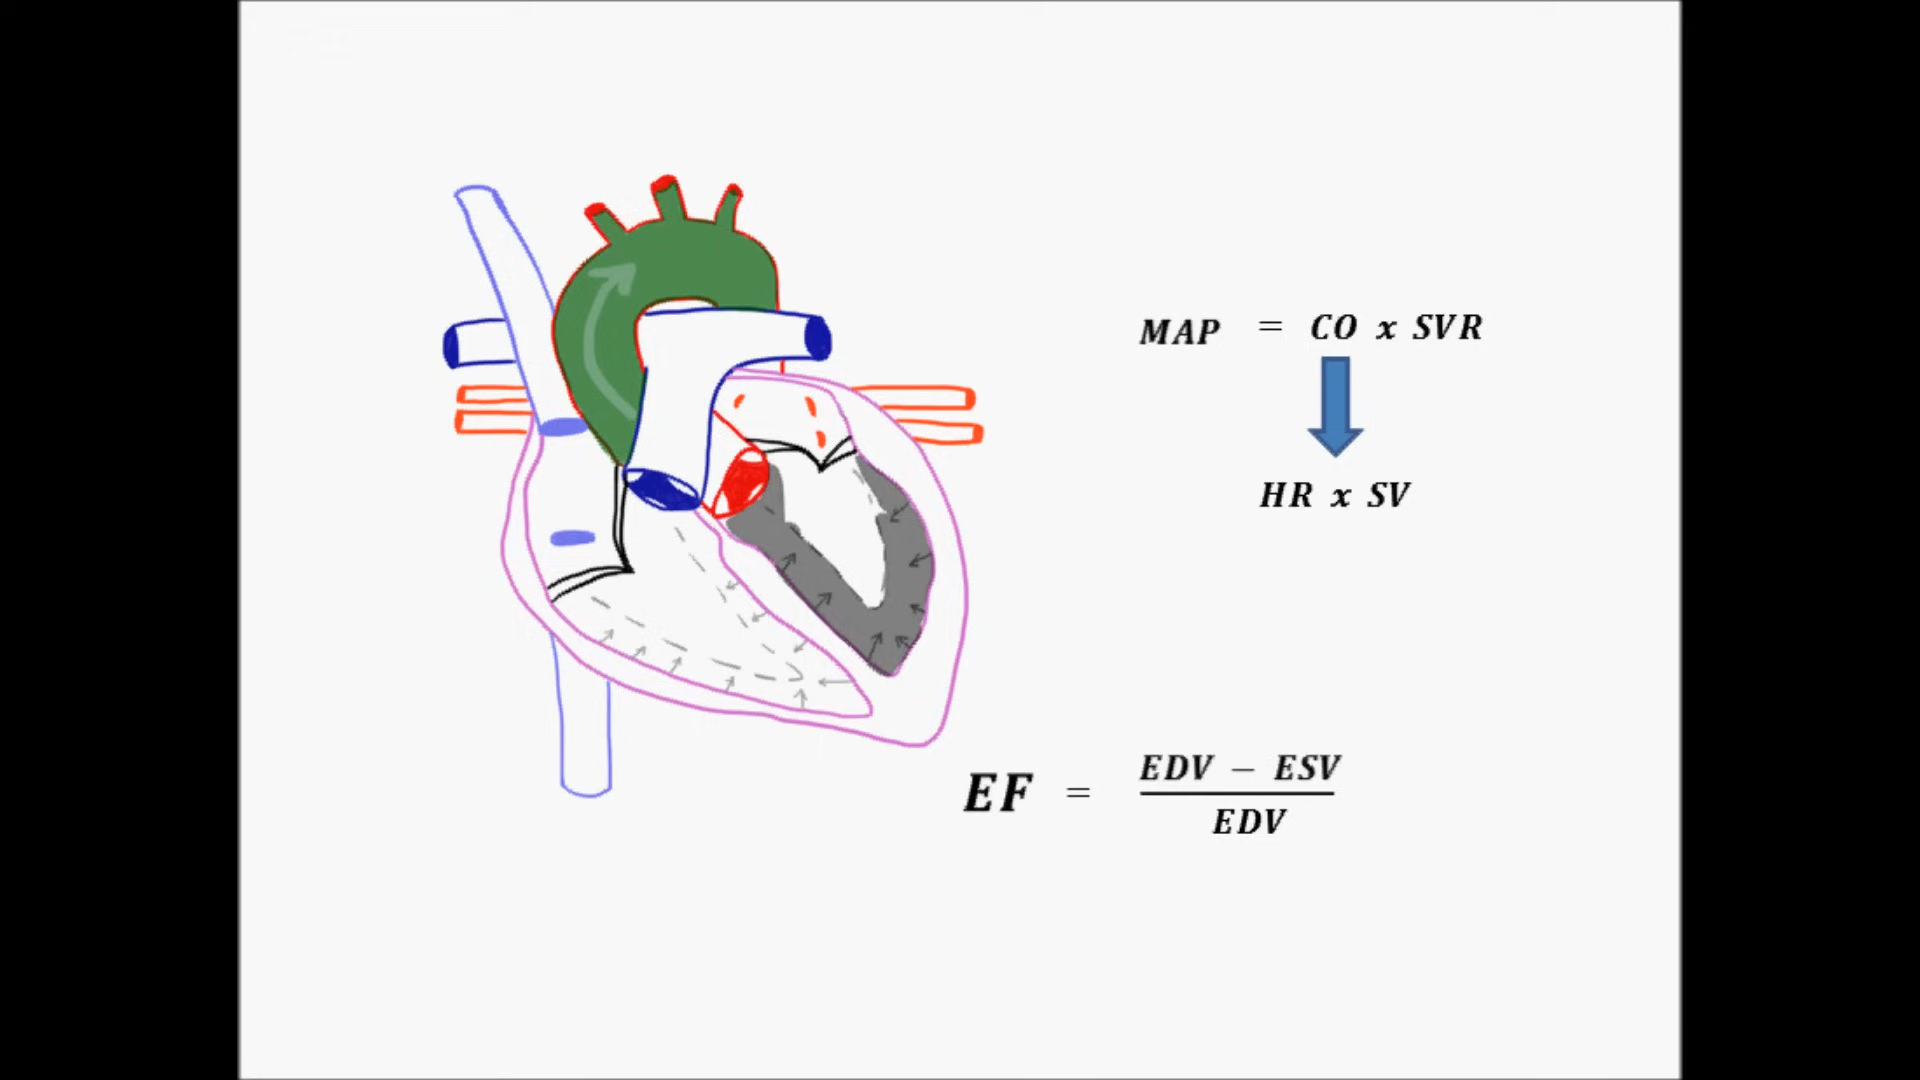 MAP = CO x SVR
HR x SV
EF = EDV − ESV
EDV